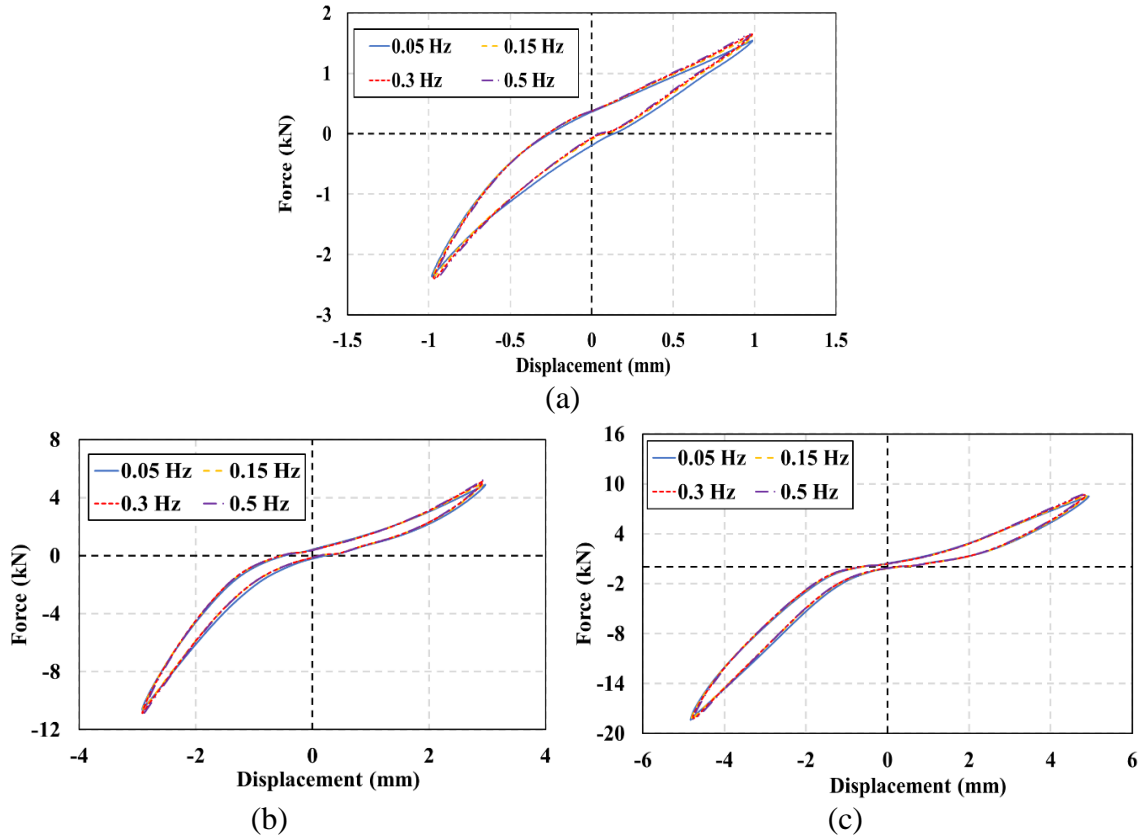 2
0.05 Hz 0.15 Hz
0.3 Hz 0.5 Hz
1
0
-1
-2
-3
Force (kN)
-1.5 -1 -0.5 0 0.5 1 1.5
Displacement (mm)
(a)
8
0.05 Hz 0.15 Hz
0.3 Hz 0.5 Hz
4
0
-4
-8
-12
Force (kN)
-4 -2 0 2 4
Displacement (mm)
(b)
16
0.05 Hz 0.15 Hz
0.3 Hz 0.5 Hz
10
4
-2
-8
-14
-20
Force (kN)
-6 -4 -2 0 2 4 6
Displacement (mm)
(c)